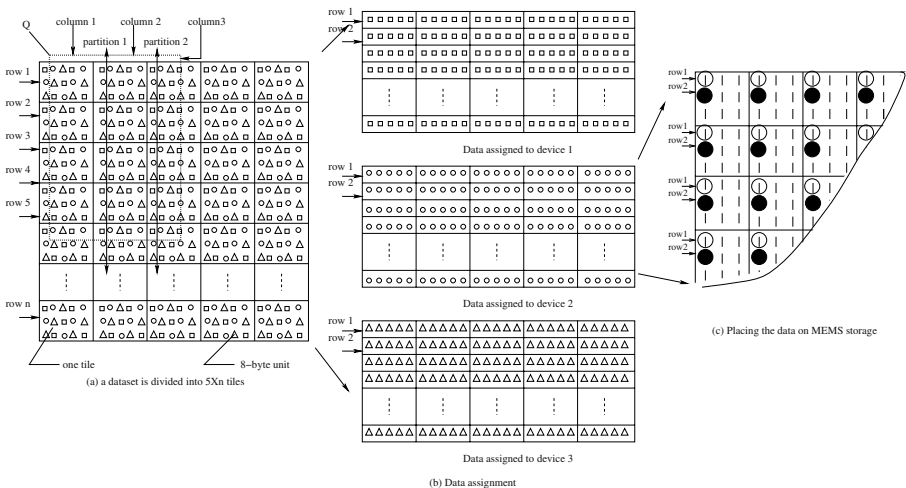 Q
column 1
column 2
column3
partition 1
partition 2
row 1
row 2
row 3
row 4
row 5
row n
one tile
8-byte unit
(a) a dataset is divided into 5Xn tiles
row 1
row 2
Data assigned to device 1
row 1
row 2
Data assigned to device 2
row 1
row 2
Data assigned to device 3
(b) Data assignment
row1
row2
row1
row2
row1
row2
row1
row2
(c) Placing the data on MEMS storage